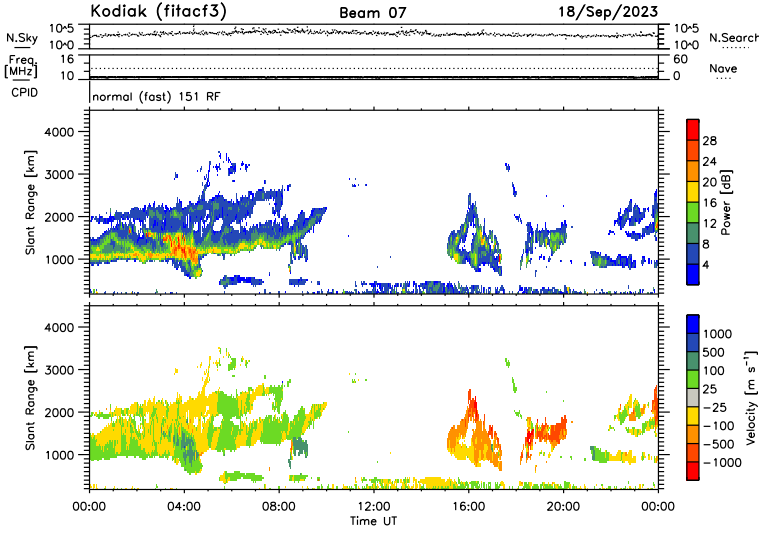 Kodiak (fitacf3) Beam 07 18/Sep/2023
N.Sky 10^5 10^0 10^5 10^0 N.Search
Freq. [MHz] 16 10 60 0 Nave
CPID normal (fast) 151 RF
Slant Range [km]
4000
3000
2000
1000
28
24
20
16
12
8
4
Power [dB]
Slant Range [km]
4000
3000
2000
1000
1000
500
100
25
−25
−100
−500
−1000
Velocity [m s⁻¹]
00:00 04:00 08:00 12:00 16:00 20:00 00:00
Time UT